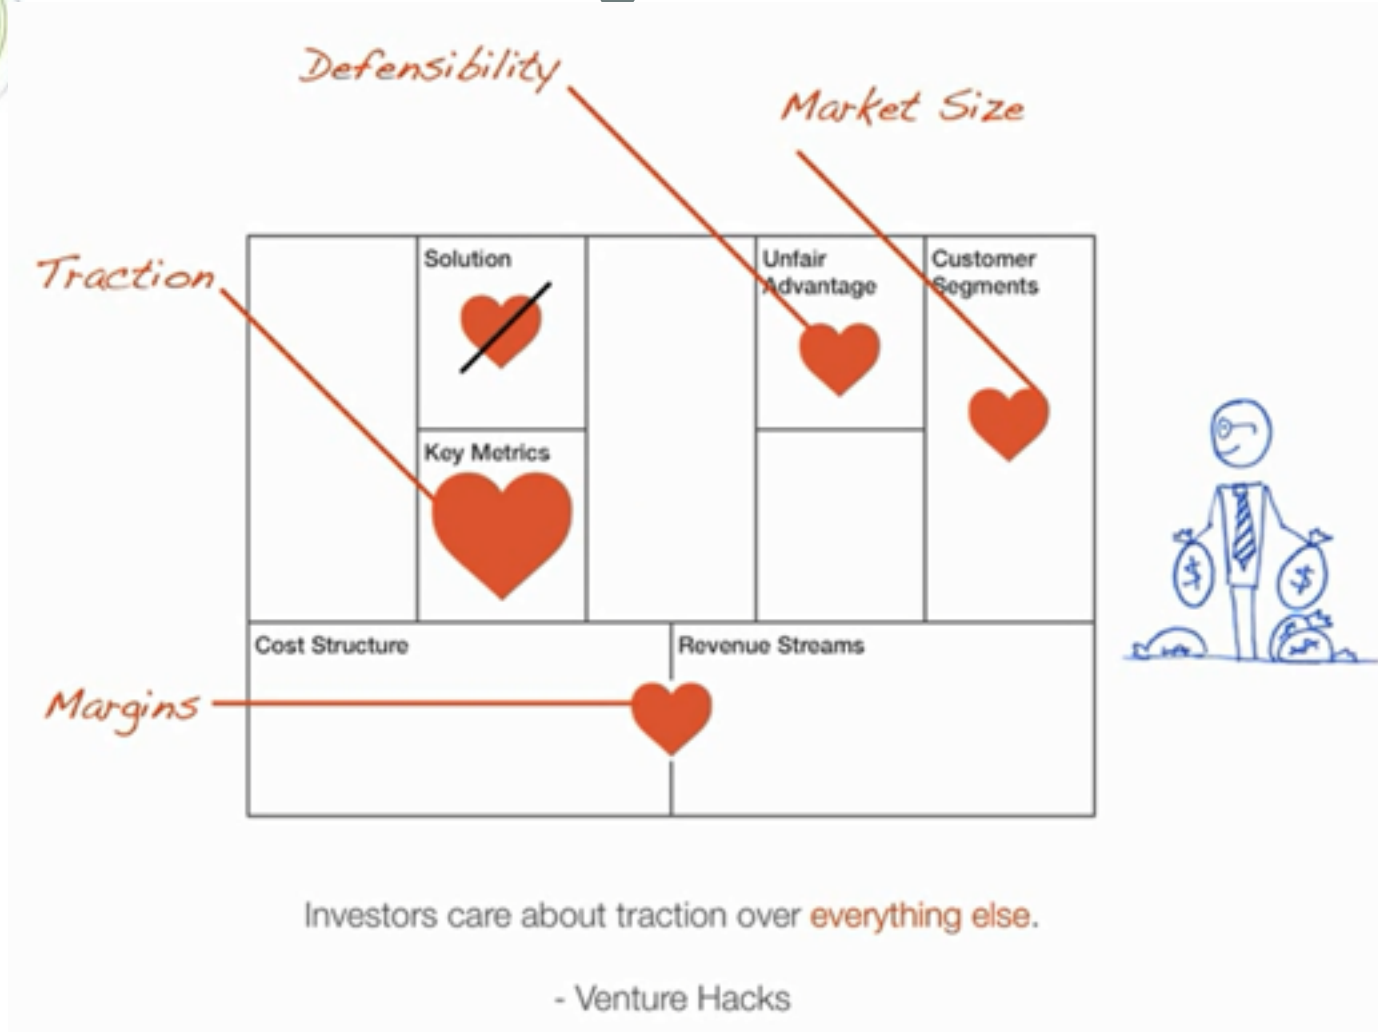 Defensibility
Market Size
Traction
Solution
Unfair
Advantage
Customer
Segments
Key Metrics
Cost Structure
Revenue Streams
Margins
$
$
Investors care about traction over everything else.
- Venture Hacks